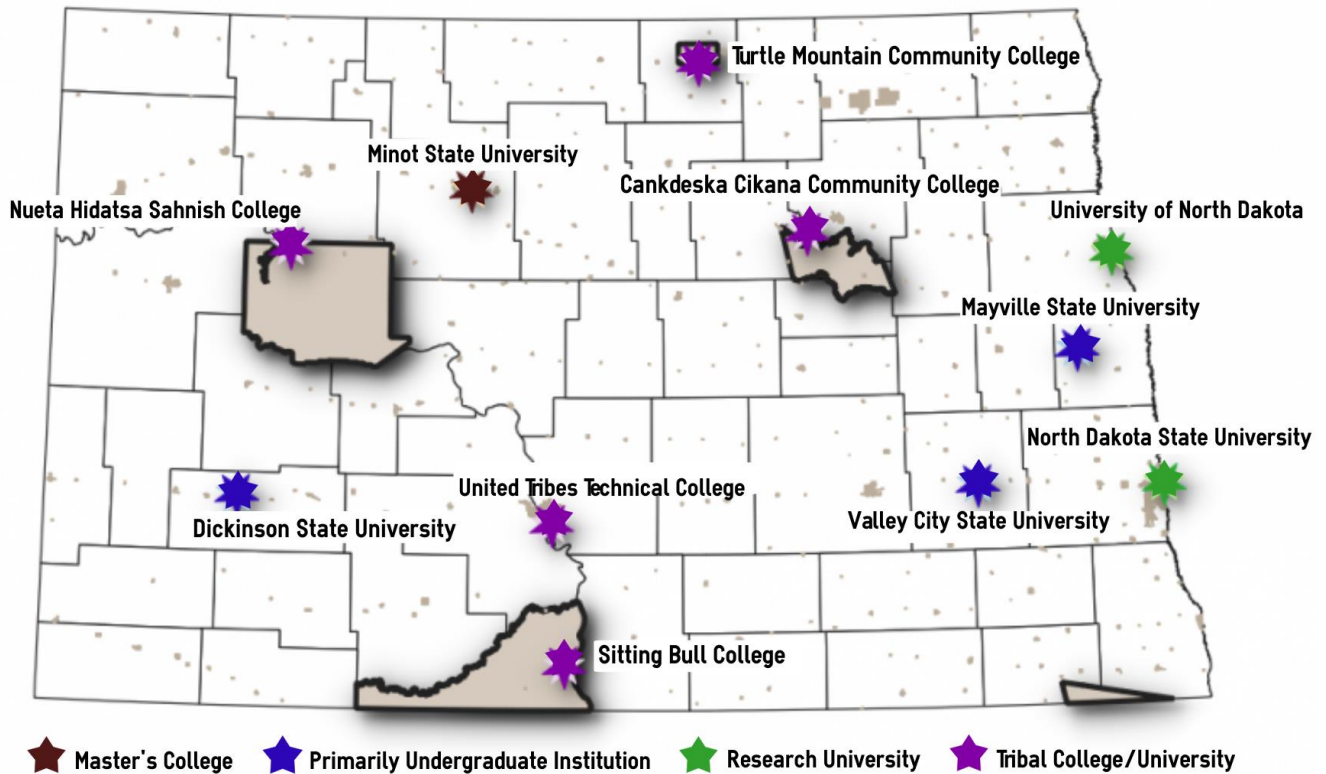 Turtle Mountain Community College
Minot State University
Cankdeska Cikana Community College
Nueta Hidatsa Sahnish College
University of North Dakota
Mayville State University
North Dakota State University
United Tribes Technical College
Valley City State University
Dickinson State University
Sitting Bull College
Master's College
Primarily Undergraduate Institution
Research University
Tribal College/University